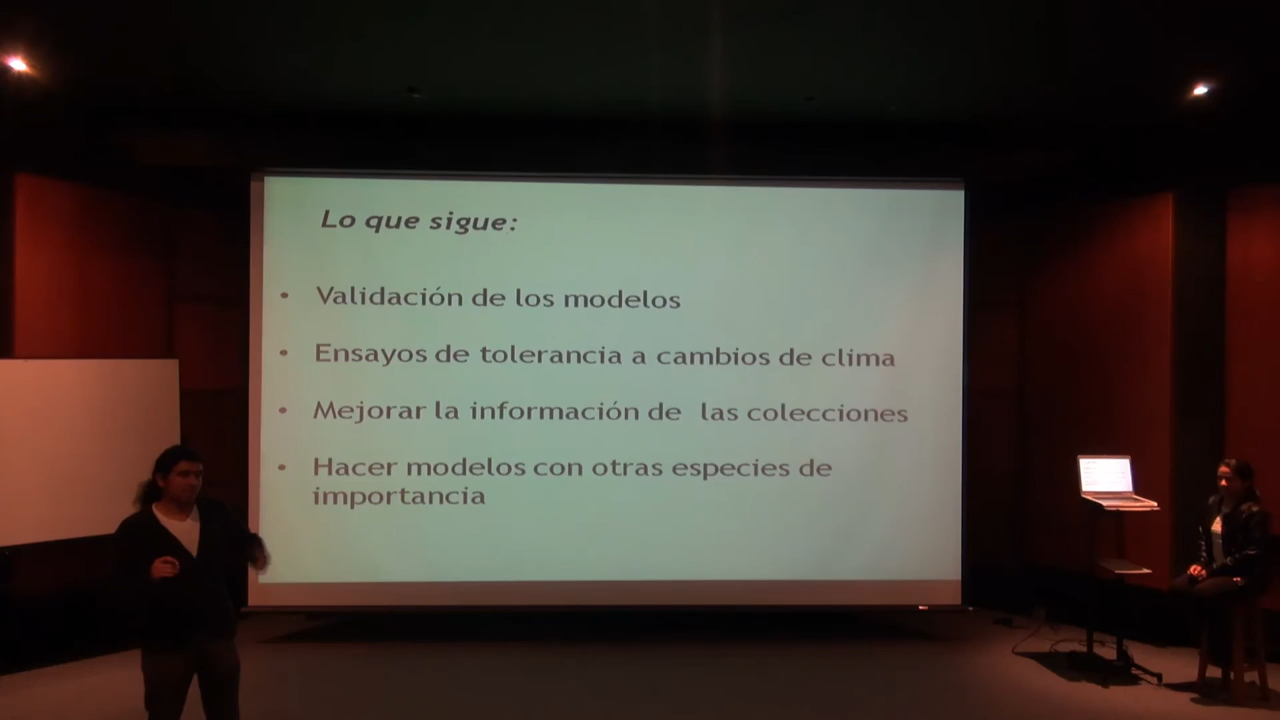 Lo que sigue:
• Validación de los modelos
• Ensayos de tolerancia a cambios de clima
• Mejorar la información de las colecciones
• Hacer modelos con otras especies de
importancia